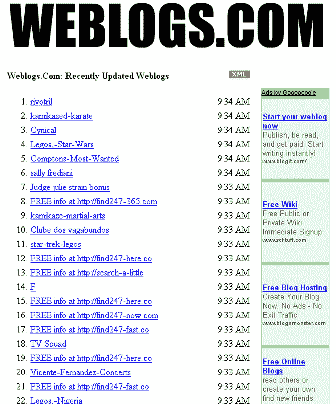 WEBLOGS.COM
Weblogs.Com: Recently Updated Weblogs XML
Ads by Goooooogle
1. rivotril 9:34 AM
2. kamikazed-karate 9:34 AM
3. Cynical 9:34 AM
4. Legos,-Star-Wars 9:34 AM
5. Comptons-Most-Wanted 9:34 AM
6. sally frediani 9:34 AM
7. Judge julie strain bonus 9:33 AM
8. FREE info at http://find247-365.com 9:33 AM
9. kamikaze-martial-arts 9:33 AM
10. Clube dos vagabundos 9:33 AM
11. star-trek-legos 9:33 AM
12. FREE info at http://find247-here.co 9:33 AM
13. FREE info at http://search-a-little 9:33 AM
14. F 9:33 AM
15. FREE info at http://find247-here.co 9:33 AM
16. FREE info at http://find247-now.com 9:33 AM
17. FREE info at http://find247-fast.co 9:33 AM
18. TV Squad 9:33 AM
19. FREE info at http://find247-here.co 9:33 AM
20. Vicente-Fernandez-Concerts 9:33 AM
21. FREE info at http://find247-fast.co 9:33 AM
22. Legos,-Nigeria 9:33 AM
Start your weblog
now
Publish, be read,
and get paid. Start
writing instantly!
www.blogit.com/
Free Wiki
Free Public or
Private Wiki
Immediate Signup
Free Blog Hosting
Create Your Blog
Now. No Ads - No
Exit Traffic
www.blogsmonster.com
Free Online
Blogs
read others or
create your own
find new friends